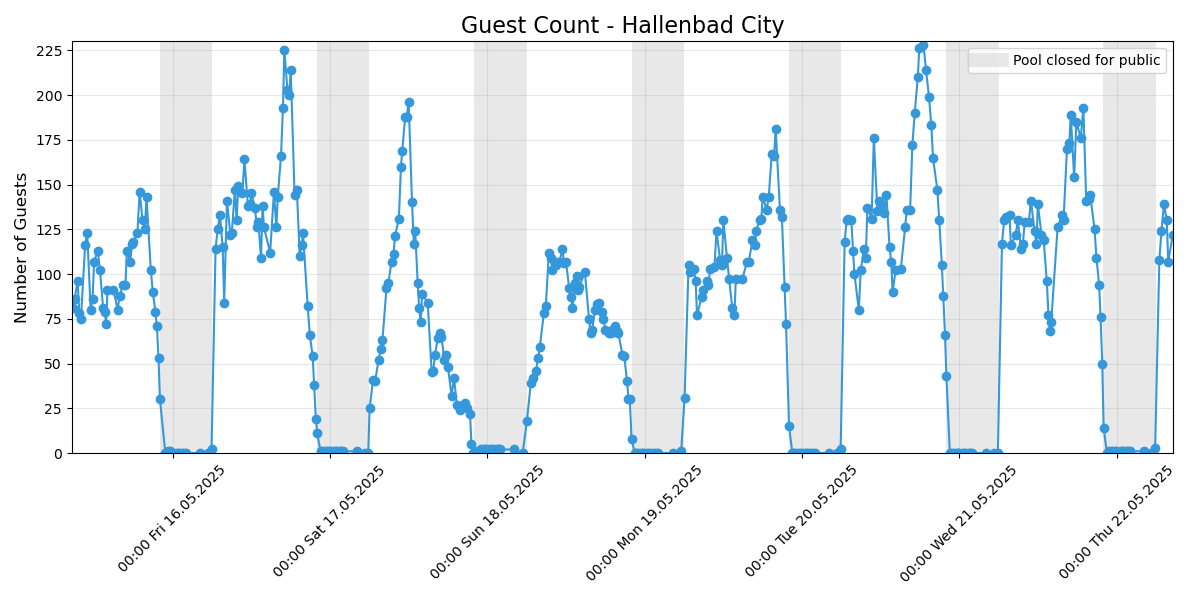 Guest Count - Hallenbad City
Pool closed for public
Number of Guests
225
200
175
150
125
100
75
50
25
0
00:00 Fri 16.05.2025
00:00 Sat 17.05.2025
00:00 Sun 18.05.2025
00:00 Mon 19.05.2025
00:00 Tue 20.05.2025
00:00 Wed 21.05.2025
00:00 Thu 22.05.2025